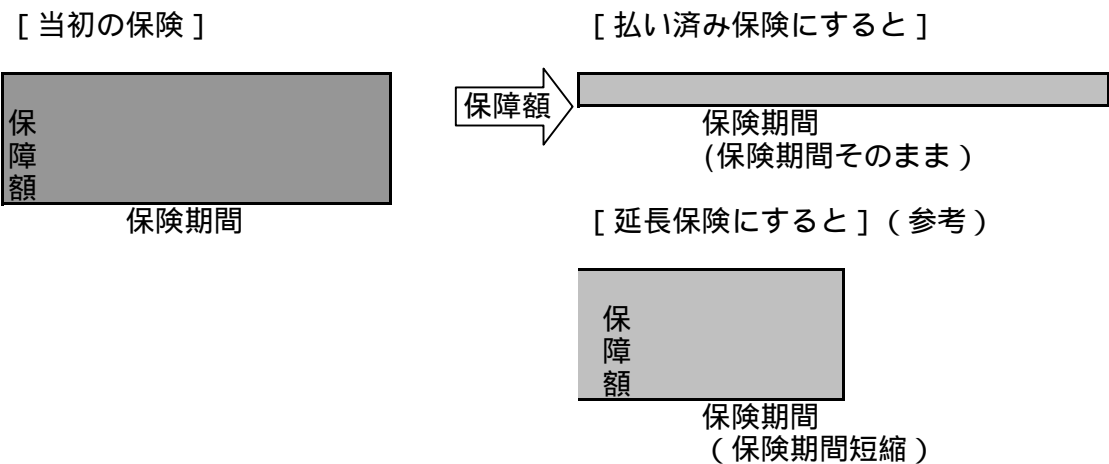 [ 当初の保険 ]
保障額
保険期間
[ 払い済み保険にすると ]
保障額
保険期間
(保険期間そのまま )
[ 延長保険にすると ] ( 参考 )
保障額
保険期間
( 保険期間短縮 )